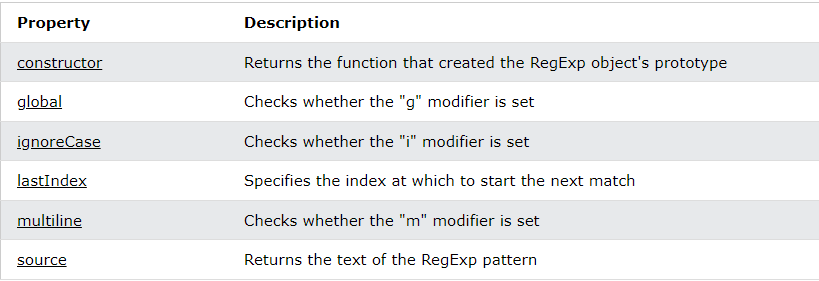 Property Description
constructor Returns the function that created the RegExp object's prototype
global Checks whether the "g" modifier is set
ignoreCase Checks whether the "i" modifier is set
lastIndex Specifies the index at which to start the next match
multiline Checks whether the "m" modifier is set
source Returns the text of the RegExp pattern